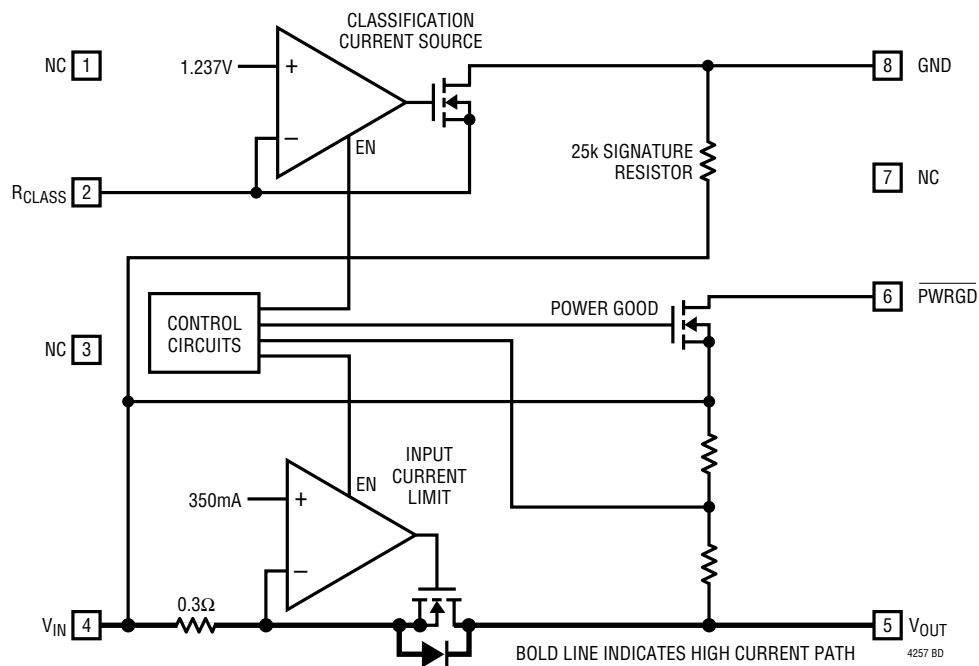 CLASSIFICATION
CURRENT SOURCE
NC 1
1.237V
+
−
EN
8 GND
25k SIGNATURE
RESISTOR
7 NC
RCLASS 2
6 PWRGD
POWER GOOD
CONTROL
CIRCUITS
NC 3
INPUT
CURRENT
LIMIT
EN
350mA
+
−
0.3Ω
VIN 4
5 VOUT
BOLD LINE INDICATES HIGH CURRENT PATH
4257 BD